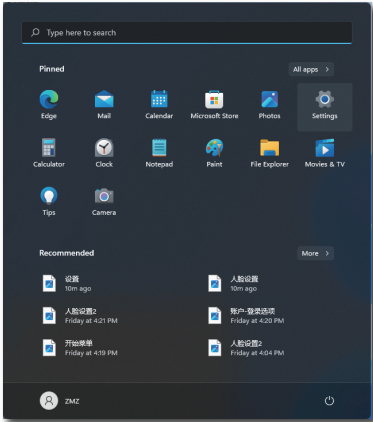 Type here to search
Pinned
All apps >
Edge Mail Calendar Microsoft Store Photos Settings
Calculator Clock Notepad Paint File Explorer Movies & TV
Tips Camera
Recommended
More >
设置 人脸设置
10m ago 10m ago
人脸设置2 账户-登录选项
Friday at 4:21 PM Friday at 4:20 PM
开始菜单 人脸设置2
Friday at 4:19 PM Friday at 4:04 PM
ZMZ